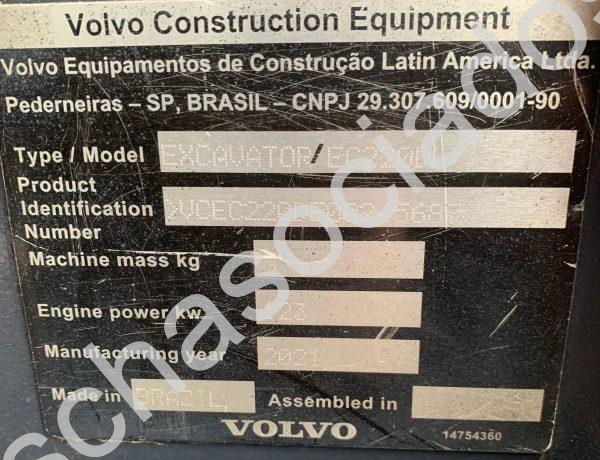 Volvo Construction Equipment
Volvo Equipamentos de Construção Latin America Ltda.
Pederneiras – SP, BRASIL – CNPJ 29.307.609/0001-90
Type / Model EXCAVATOR/
Product
Identification
Number
Machine mass kg
Engine power kw
Manufacturing year 2021
Made in BRAZIL. Assembled in
VOLVO
14754360
schasociados